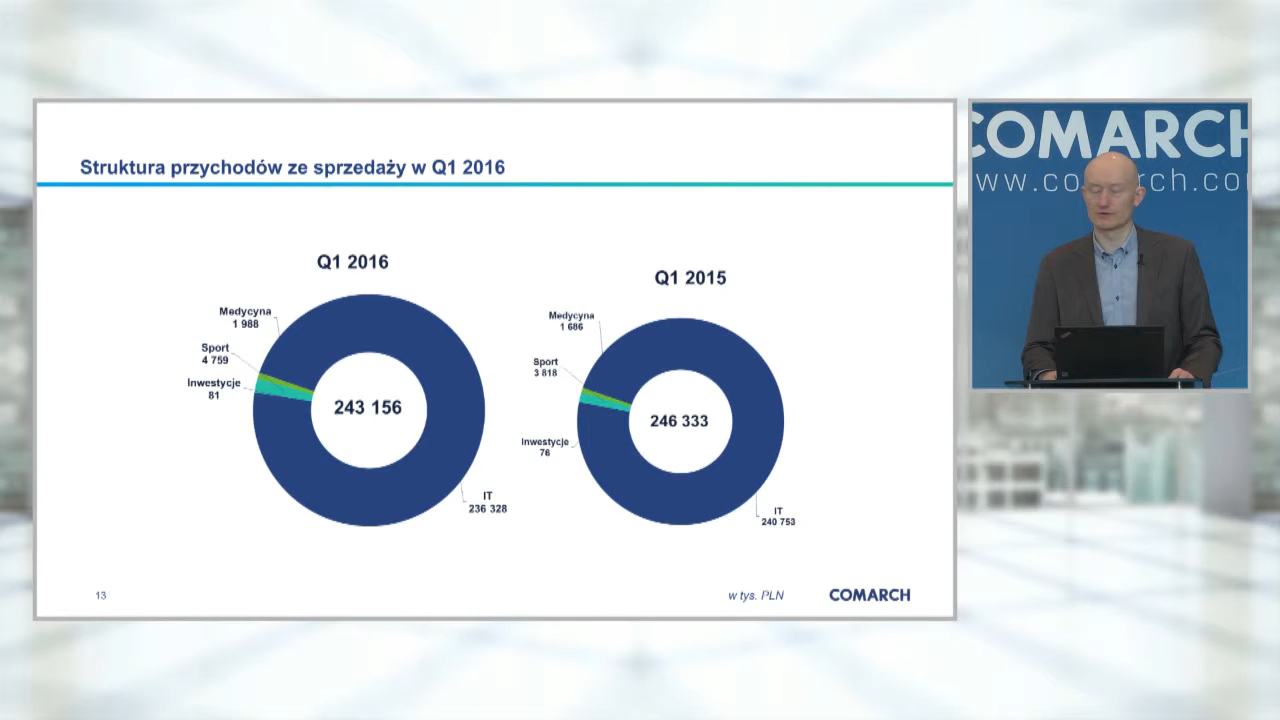 Struktura przychodów ze sprzedaży w Q1 2016
Q1 2016
Medycyna
1 988
Sport
4 759
Inwestycje
81
243 156
IT
236 328
Q1 2015
Medycyna
1 686
Sport
3 818
Inwestycje
76
246 333
IT
240 753
13
w tys. PLN
COMARCH
COMARCH
www.comarch.co